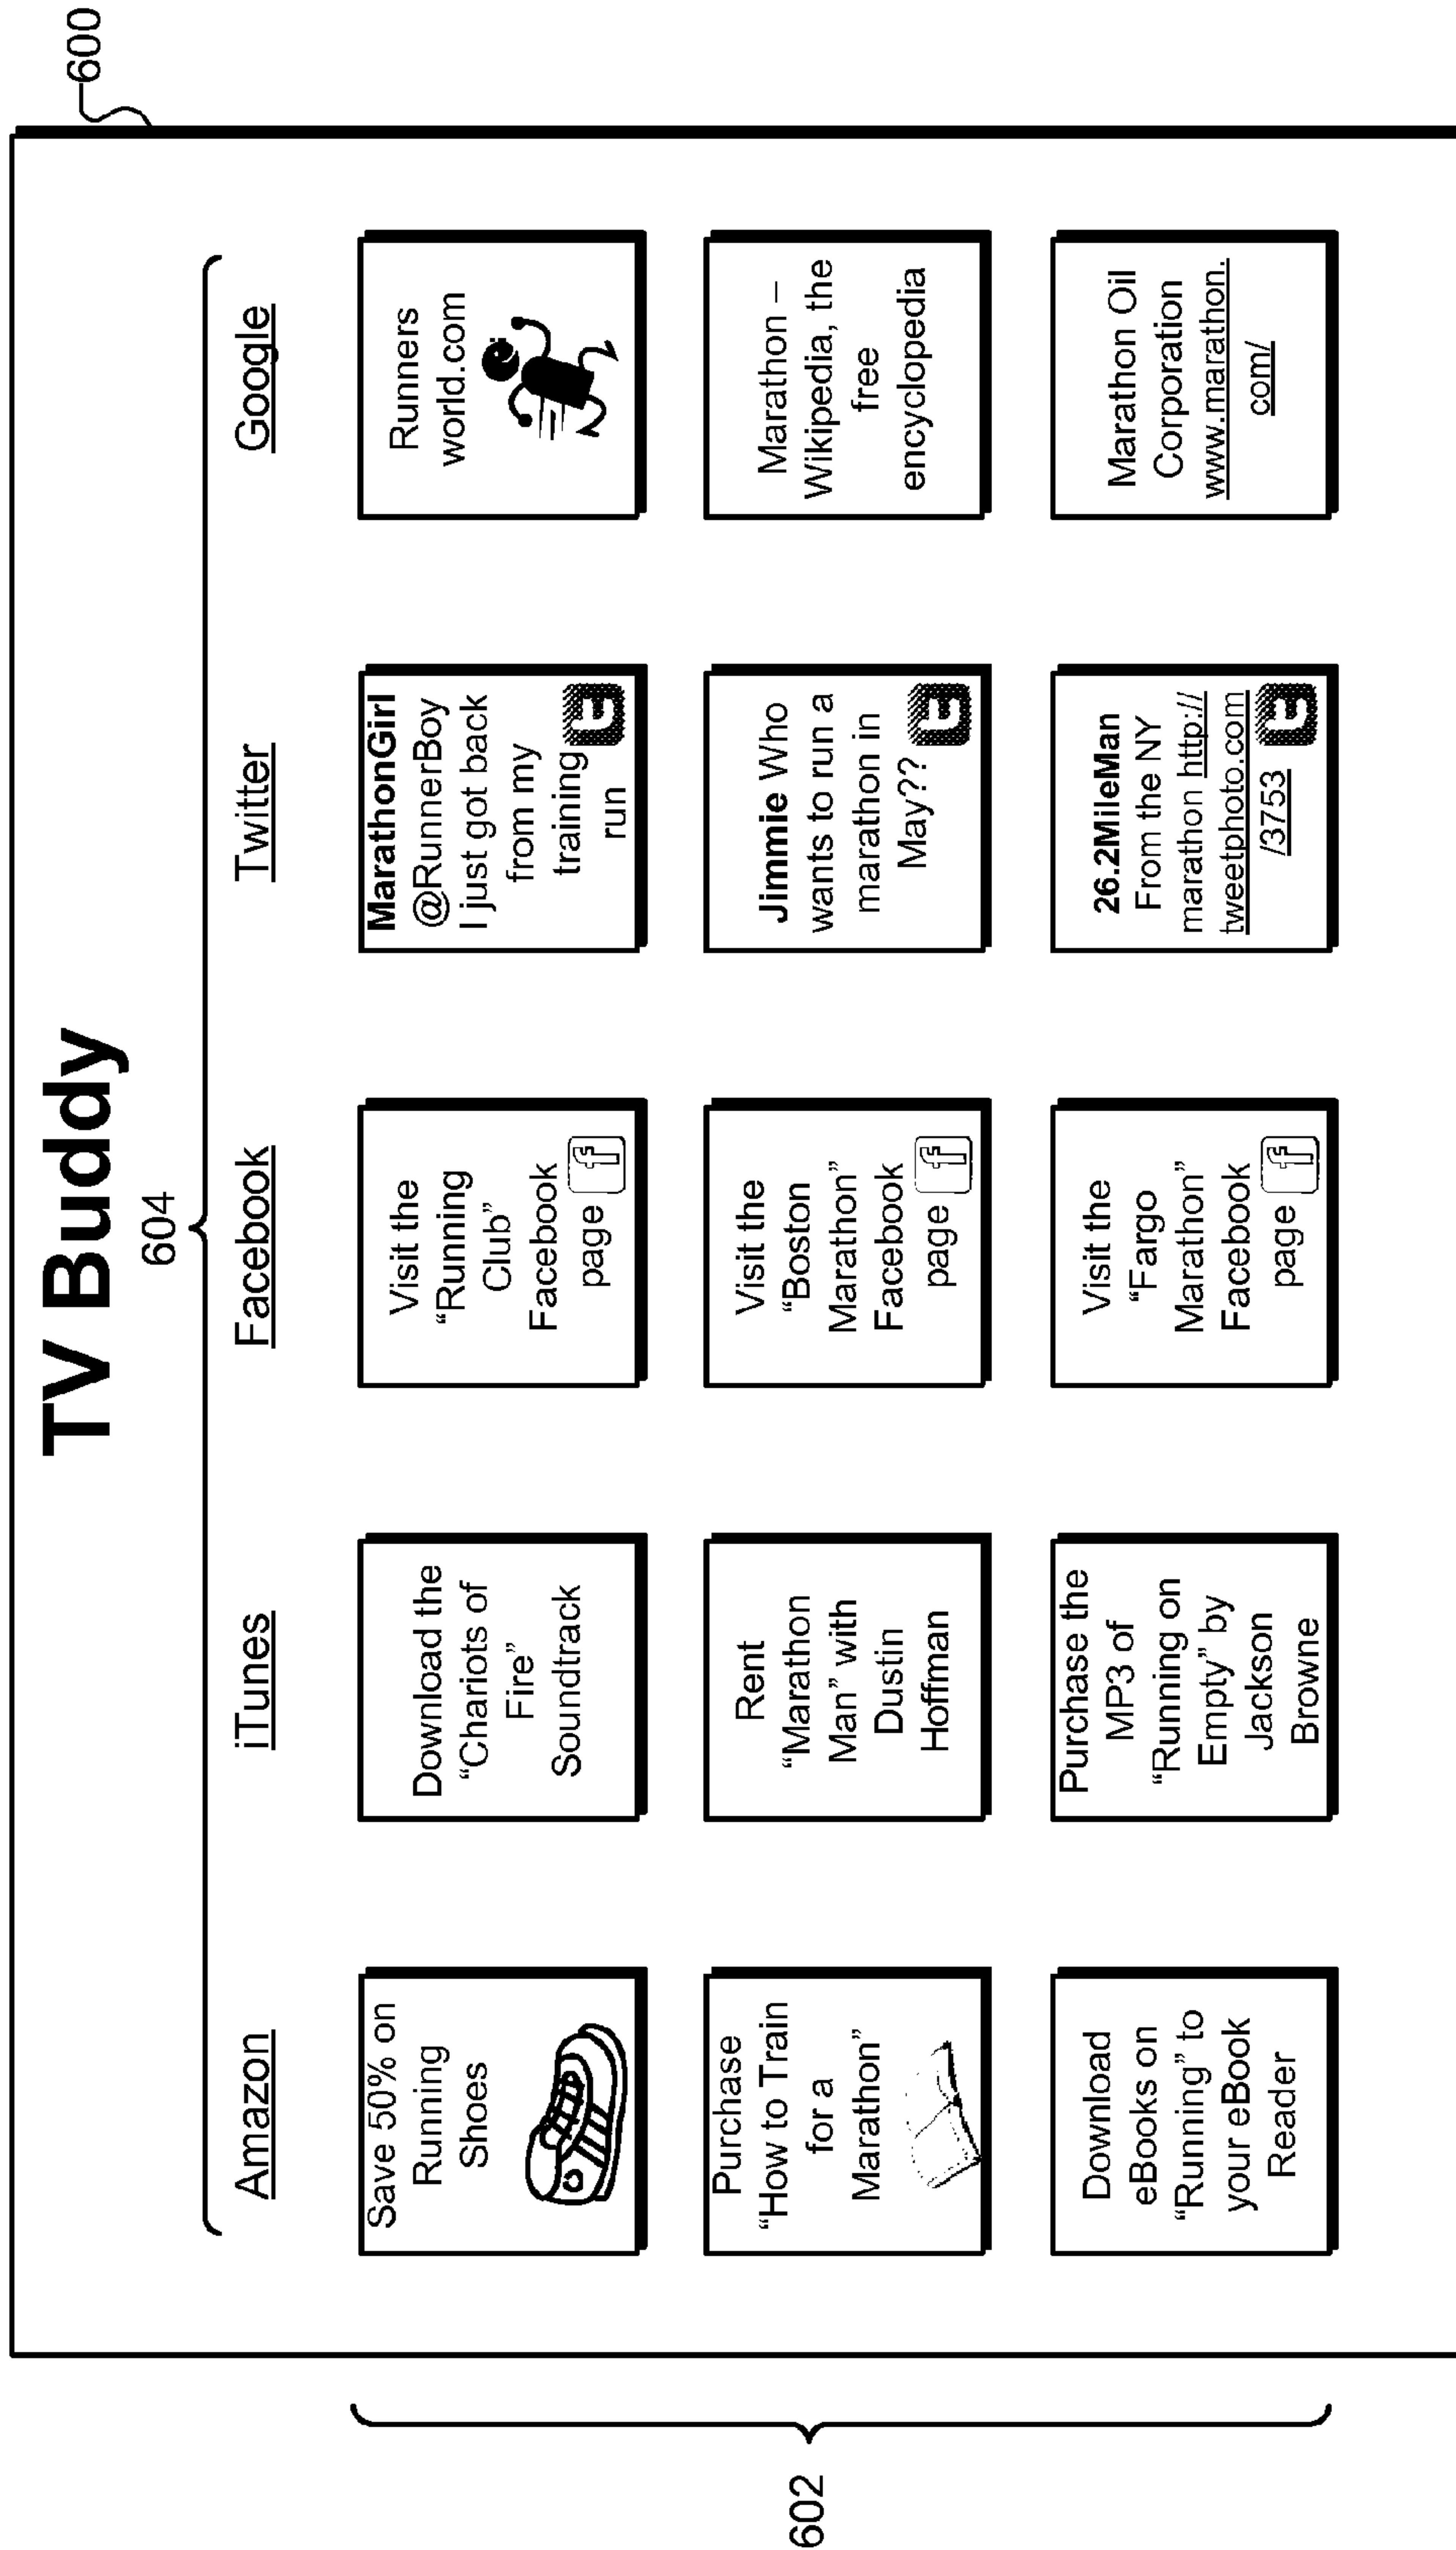 600
TV Buddy
604
Amazon
iTunes
Facebook
Twitter
Google
602
Save 50% on
Running
Shoes
Download the
“Chariots of
Fire”
Soundtrack
Visit the
“Running
Club”
Facebook
page
f
MarathonGirl
@RunnerBoy
I just got back
from my
training
run
t
Runners
world.com
Purchase
“How to Train
for a
Marathon”
Rent
“Marathon
Man” with
Dustin
Hoffman
Visit the
“Boston
Marathon”
Facebook
page
f
Jimmie Who
wants to run a
marathon in
May??
t
Marathon –
Wikipedia, the
free
encyclopedia
Download
eBooks on
“Running” to
your eBook
Reader
Purchase the
MP3 of
“Running on
Empty” by
Jackson
Browne
Visit the
“Fargo
Marathon”
Facebook
page
f
26.2MileMan
From the NY
marathon http://
tweetphoto.com
/3753
t
Marathon Oil
Corporation
www.marathon.
com/